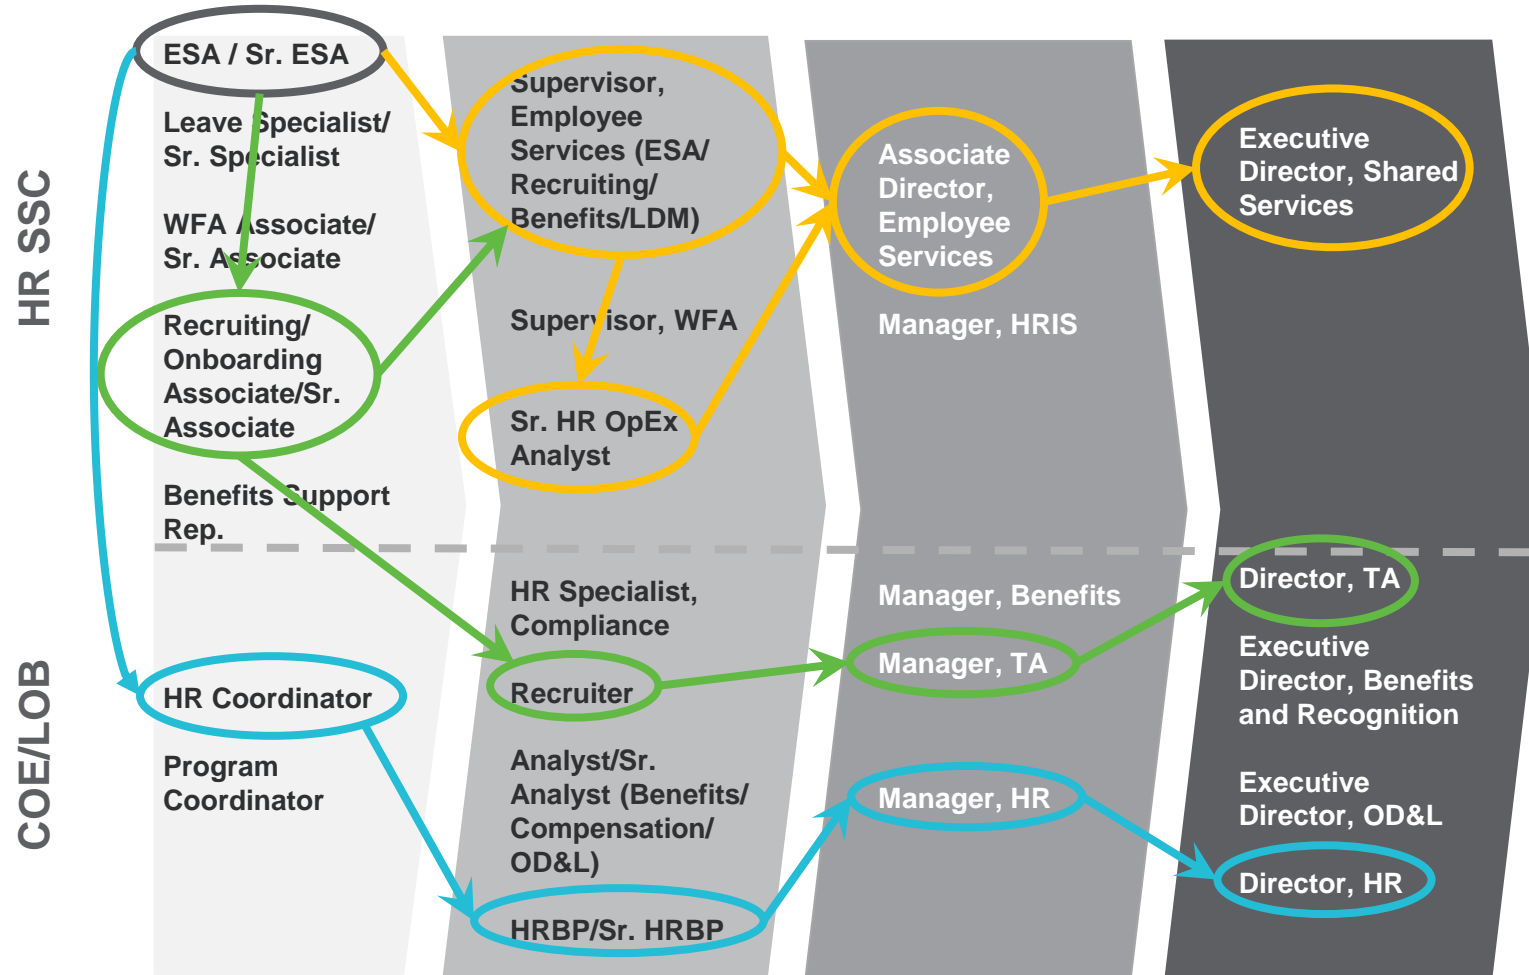 HR SSC
ESA / Sr. ESA
Leave Specialist/
Sr. Specialist
WFA Associate/
Sr. Associate
Recruiting/
Onboarding
Associate/Sr.
Associate
Benefits Support
Rep.
Supervisor,
Employee
Services (ESA/
Recruiting/
Benefits/LDM)
Supervisor, WFA
Sr. HR OpEx
Analyst
Associate
Director,
Employee
Services
Manager, HRIS
Executive
Director, Shared
Services
COE/LOB
HR Coordinator
Program
Coordinator
HR Specialist,
Compliance
Recruiter
Analyst/Sr.
Analyst (Benefits/
Compensation/
OD&L)
HRBP/Sr. HRBP
Manager, Benefits
Manager, TA
Manager, HR
Director, TA
Executive
Director, Benefits
and Recognition
Executive
Director, OD&L
Director, HR